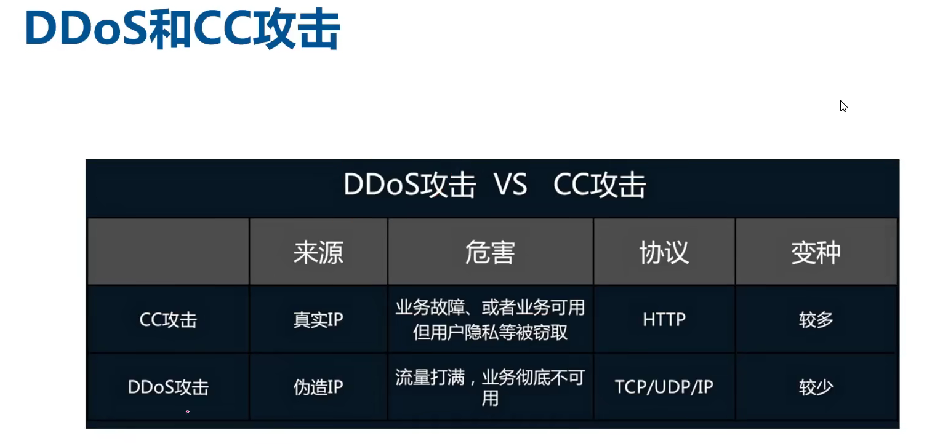 DDoS和CC攻击
DDoS攻击 VS CC攻击
来源 危害 协议 变种
CC攻击 真实IP 业务故障、或者业务可用 HTTP 较多
但用户隐私等被窃取
DDoS攻击 伪造IP 流量打满，业务彻底不可 TCP/UDP/IP 较少
用